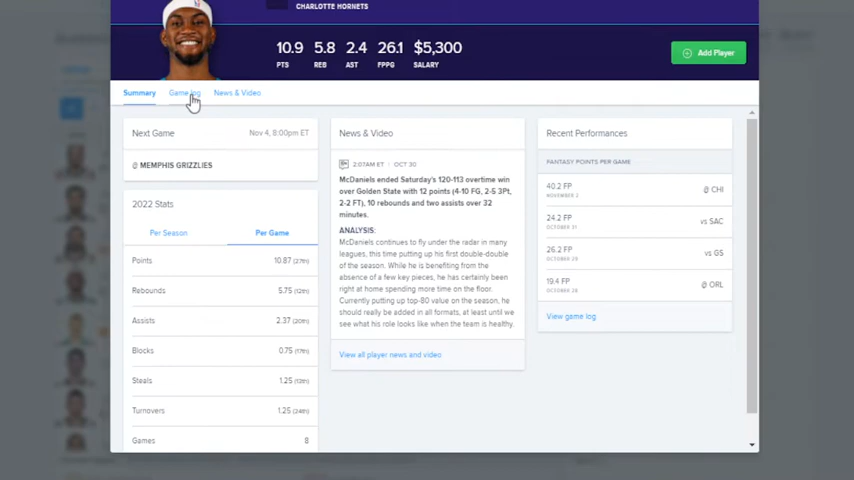 CHARLOTTE HORNETS
10.9 5.8 2.4 26.1 $5,300
PTS REB AST FPPG SALARY
Add Player
Summary Game log News & Video
Next Game Nov 4, 8:00pm ET
@ MEMPHIS GRIZZLIES
2022 Stats
Per Season Per Game
Points 10.87 (27th)
Rebounds 5.75 (12th)
Assists 2.37 (20th)
Blocks 0.75 (17th)
Steals 1.25 (13th)
Turnovers 1.25 (24th)
Games 8
News & Video
2:07AM ET | OCT 30
McDaniels ended Saturday's 120-113 overtime win
over Golden State with 12 points (4-10 FG, 2-5 3Pt,
2-2 FT), 10 rebounds and two assists over 32
minutes.
ANALYSIS:
McDaniels continues to fly under the radar in many
leagues, this time putting up his first double-double
of the season. While he is benefiting from the
absence of a few key pieces, he has certainly been
right at home spending more time on the floor.
Currently putting up top-80 value on the season, he
should really be added in all formats, at least until we
see what his role looks like when the team is healthy.
View all player news and video
Recent Performances
FANTASY POINTS PER GAME
40.2 FP @ CHI
NOVEMBER 2
24.2 FP vs SAC
OCTOBER 31
26.2 FP vs GS
OCTOBER 29
19.4 FP @ ORL
OCTOBER 28
View game log